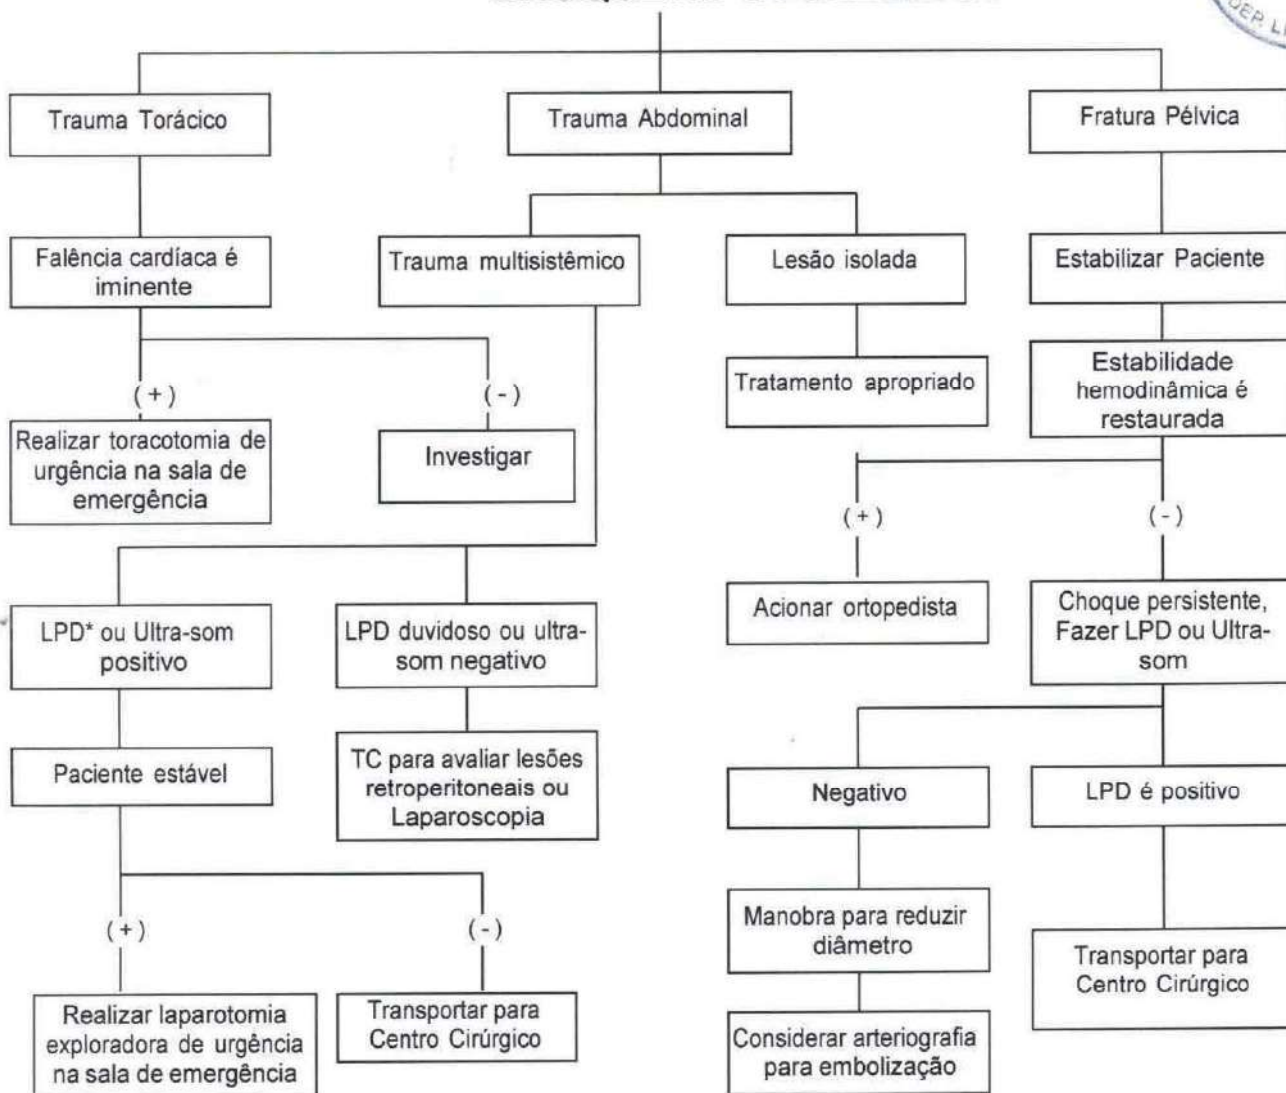 DEP. L
Trauma Torácico
Trauma Abdominal
Fratura Pélvica
Falência cardíaca é
iminente
Trauma multisistêmico
Lesão isolada
Estabilizar Paciente
(+)
(-)
Tratamento apropriado
Estabilidade
hemodinâmica é
restaurada
Realizar toracotomia de
urgência na sala de
emergência
Investigar
(+)
(-)
LPD* ou Ultra-som
positivo
LPD duvidoso ou ultra-
som negativo
Acionar ortopedista
Choque persistente,
Fazer LPD ou Ultra-
som
Paciente estável
TC para avaliar lesões
retroperitoneais ou
Laparoscopia
Negativo
LPD é positivo
(+)
(-)
Manobra para reduzir
diâmetro
Transportar para
Centro Cirúrgico
Realizar laparotomia
exploradora de urgência
na sala de emergência
Transportar para
Centro Cirúrgico
Considerar arteriografia
para embolização